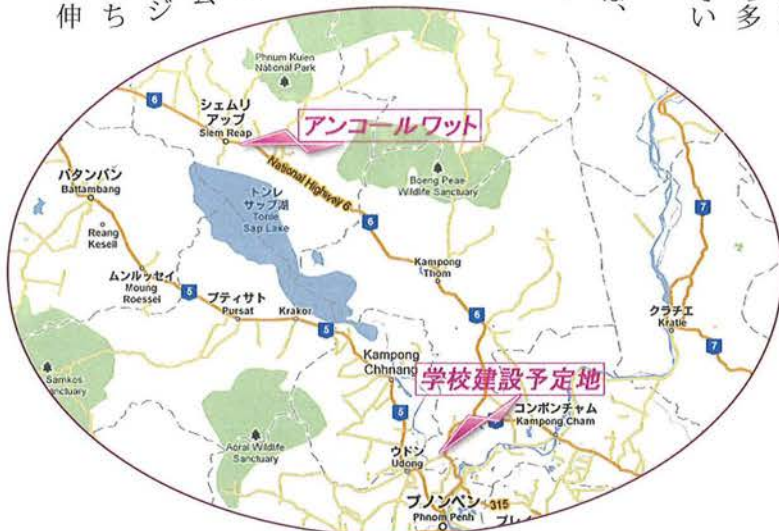 多
い
は、
ム
ジ
ち
伸
Phnum Kulen
National Park
6
シェムリ
アップ
Siem Reap
アンコールワット
National Highway 6
Boeng Peae
Wildlife Sanctuary
バタンバン
Battambang
Reang
Kesell
トンレ
サップ湖
Tonle
Sap Lake
6
7
ムンルッセイ
Moung
Roessei
5
プティサト
Pursat
Krakor
5
Kampong
Thom
6
クラチエ
Kratie
7
Samkos
Sanctuary
Kampong
Chhnang
学校建設予定地
5
コンポンチャム
Kampong Cham
Aoral Wildlife
Sanctuary
ウドン
Udong
プノンペン
Phnom Penh
315
プレイ